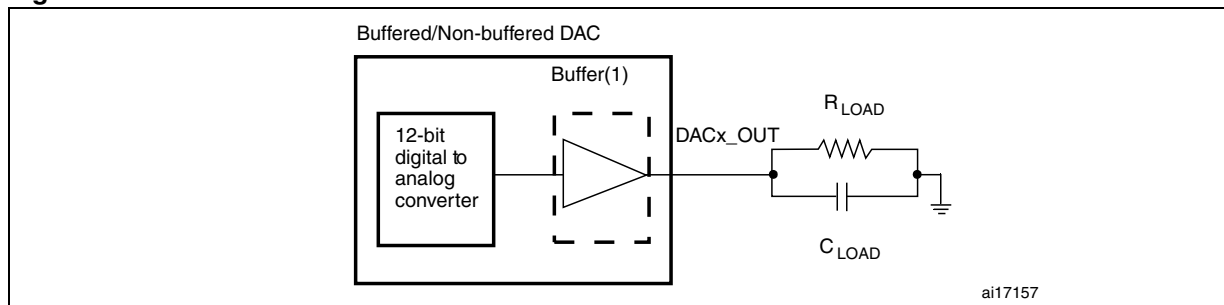 Buffered/Non-buffered DAC
Buffer(1)
12-bit
digital to
analog
converter
DACx_OUT
R LOAD
C LOAD
ai17157